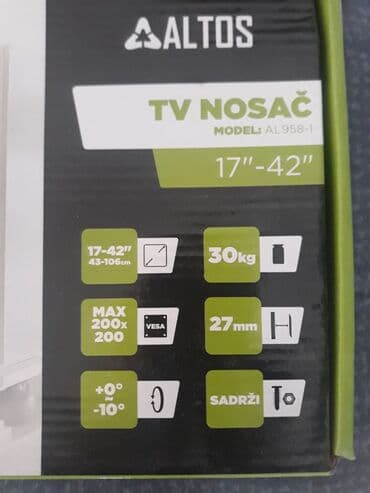 ALTOS
TV NOSAČ
MODEL: AL958-1
17"-42"
17-42"
43-106cm
30kg
MAX
200x
200
VESA
27mm
+0°
~
-10°
SADRŽI